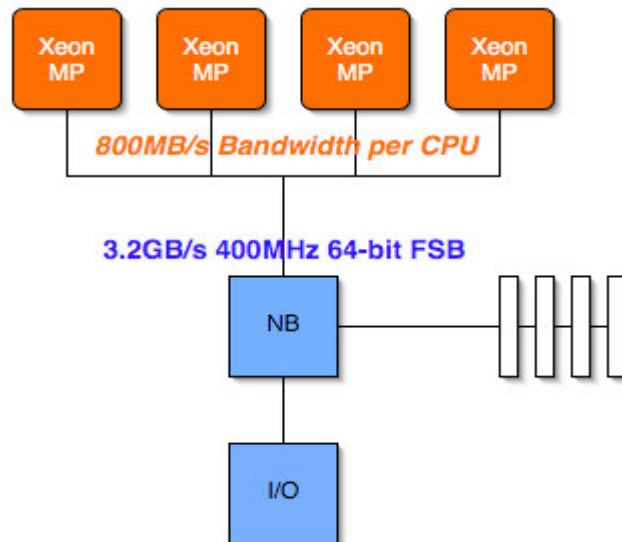 Xeon
MP
Xeon
MP
Xeon
MP
Xeon
MP
800MB/s Bandwidth per CPU
3.2GB/s 400MHz 64-bit FSB
NB
I/O